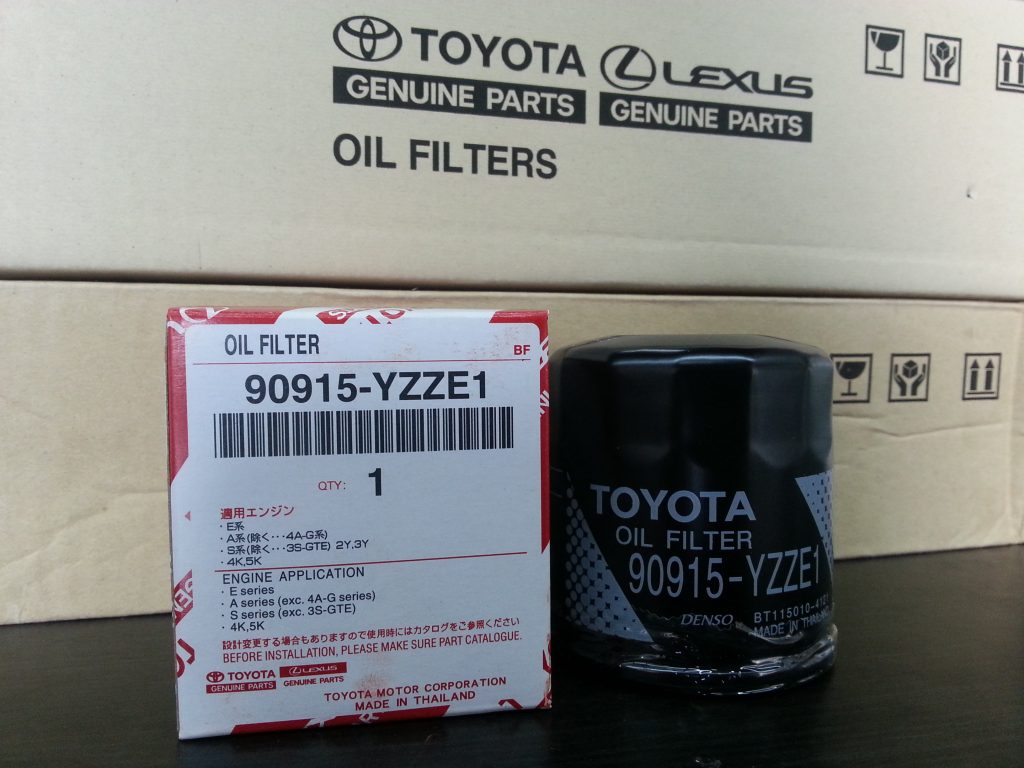 TOYOTA
GENUINE PARTS
LEXUS
GENUINE PARTS
OIL FILTERS
OIL FILTER
BF
90915-YZZE1
QTY: 1
適用エンジン
・E系
・A系(除く･･･4A-G系)
・S系(除く･･･3S-GTE) 2Y,3Y
・4K,5K
ENGINE APPLICATION
・E series
・A series (exc. 4A-G series)
・S series (exc. 3S-GTE)
・4K,5K
設計変更する場合もありますので使用時にはカタログをご参照ください
BEFORE INSTALLATION, PLEASE MAKE SURE PART CATALOGUE.
TOYOTA
GENUINE PARTS
LEXUS
GENUINE PARTS
TOYOTA MOTOR CORPORATION
MADE IN THAILAND
TOYOTA
OIL FILTER
90915-YZZE1
DENSO
MADE IN THAILAND